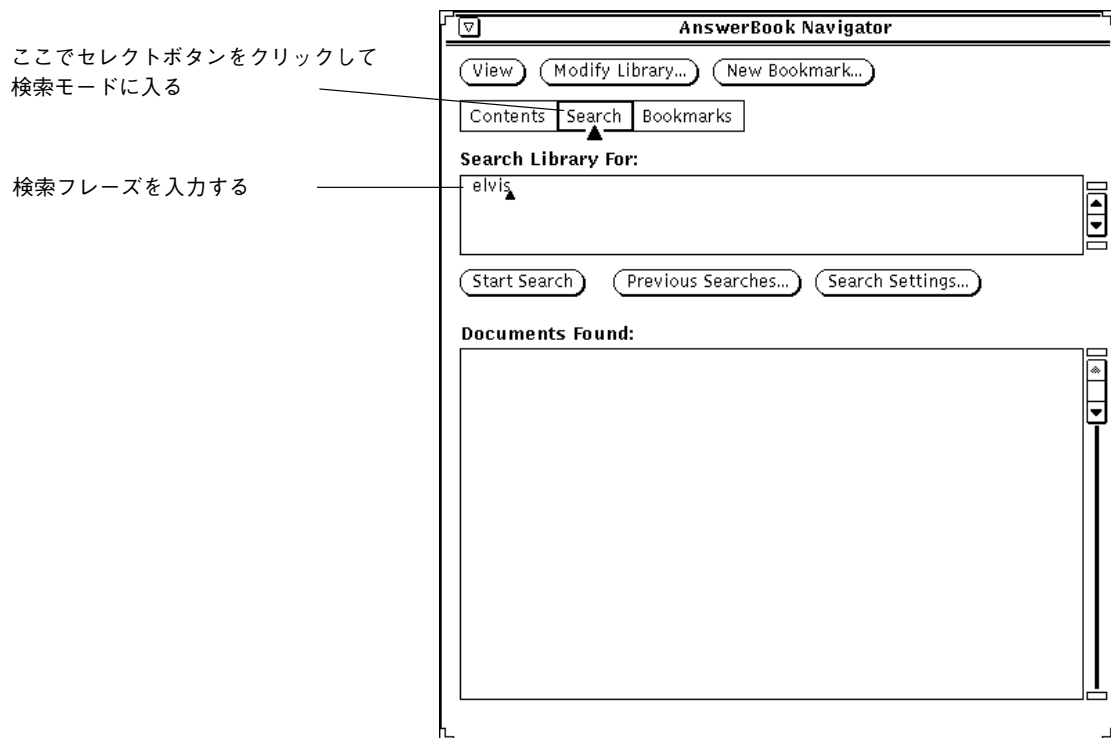 AnswerBook Navigator
ここでセレクトボタンをクリックして
検索モードに入る
View Modify Library... New Bookmark...
Contents Search Bookmarks
Search Library For:
検索フレーズを入力する
elvis
Start Search Previous Searches... Search Settings...
Documents Found: